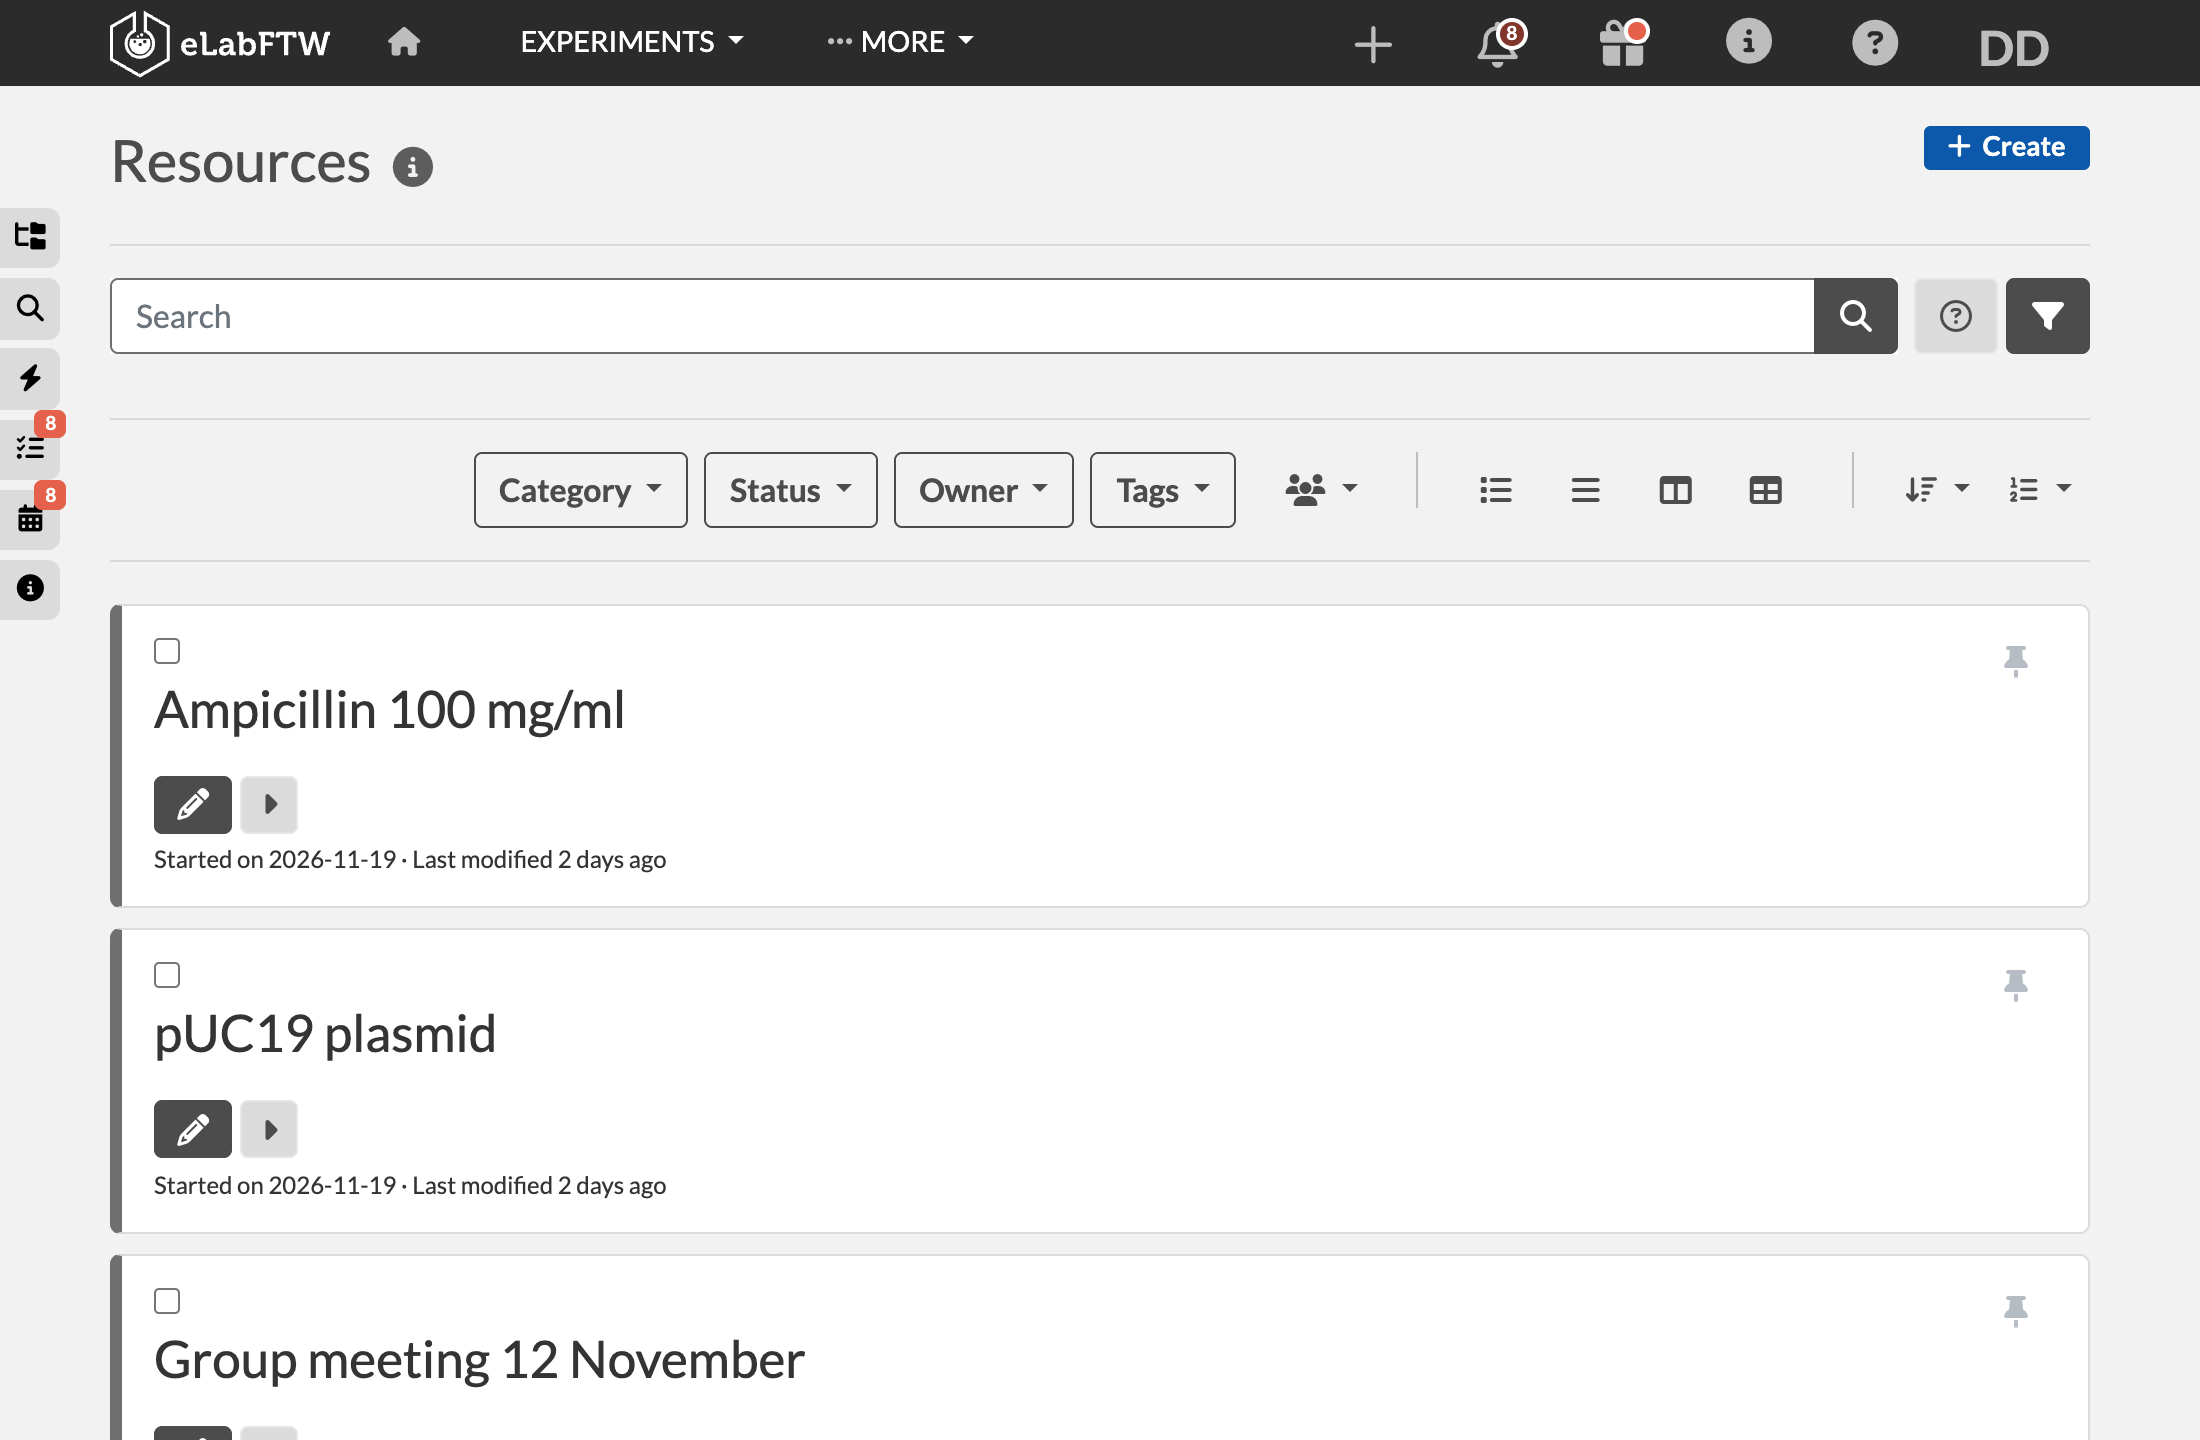 eLabFTW
EXPERIMENTS
MORE
8
DD
Resources
Create
Search
8
8
Category
Status
Owner
Tags
Ampicillin 100 mg/ml
Started on 2026-11-19 · Last modified 2 days ago
pUC19 plasmid
Started on 2026-11-19 · Last modified 2 days ago
Group meeting 12 November